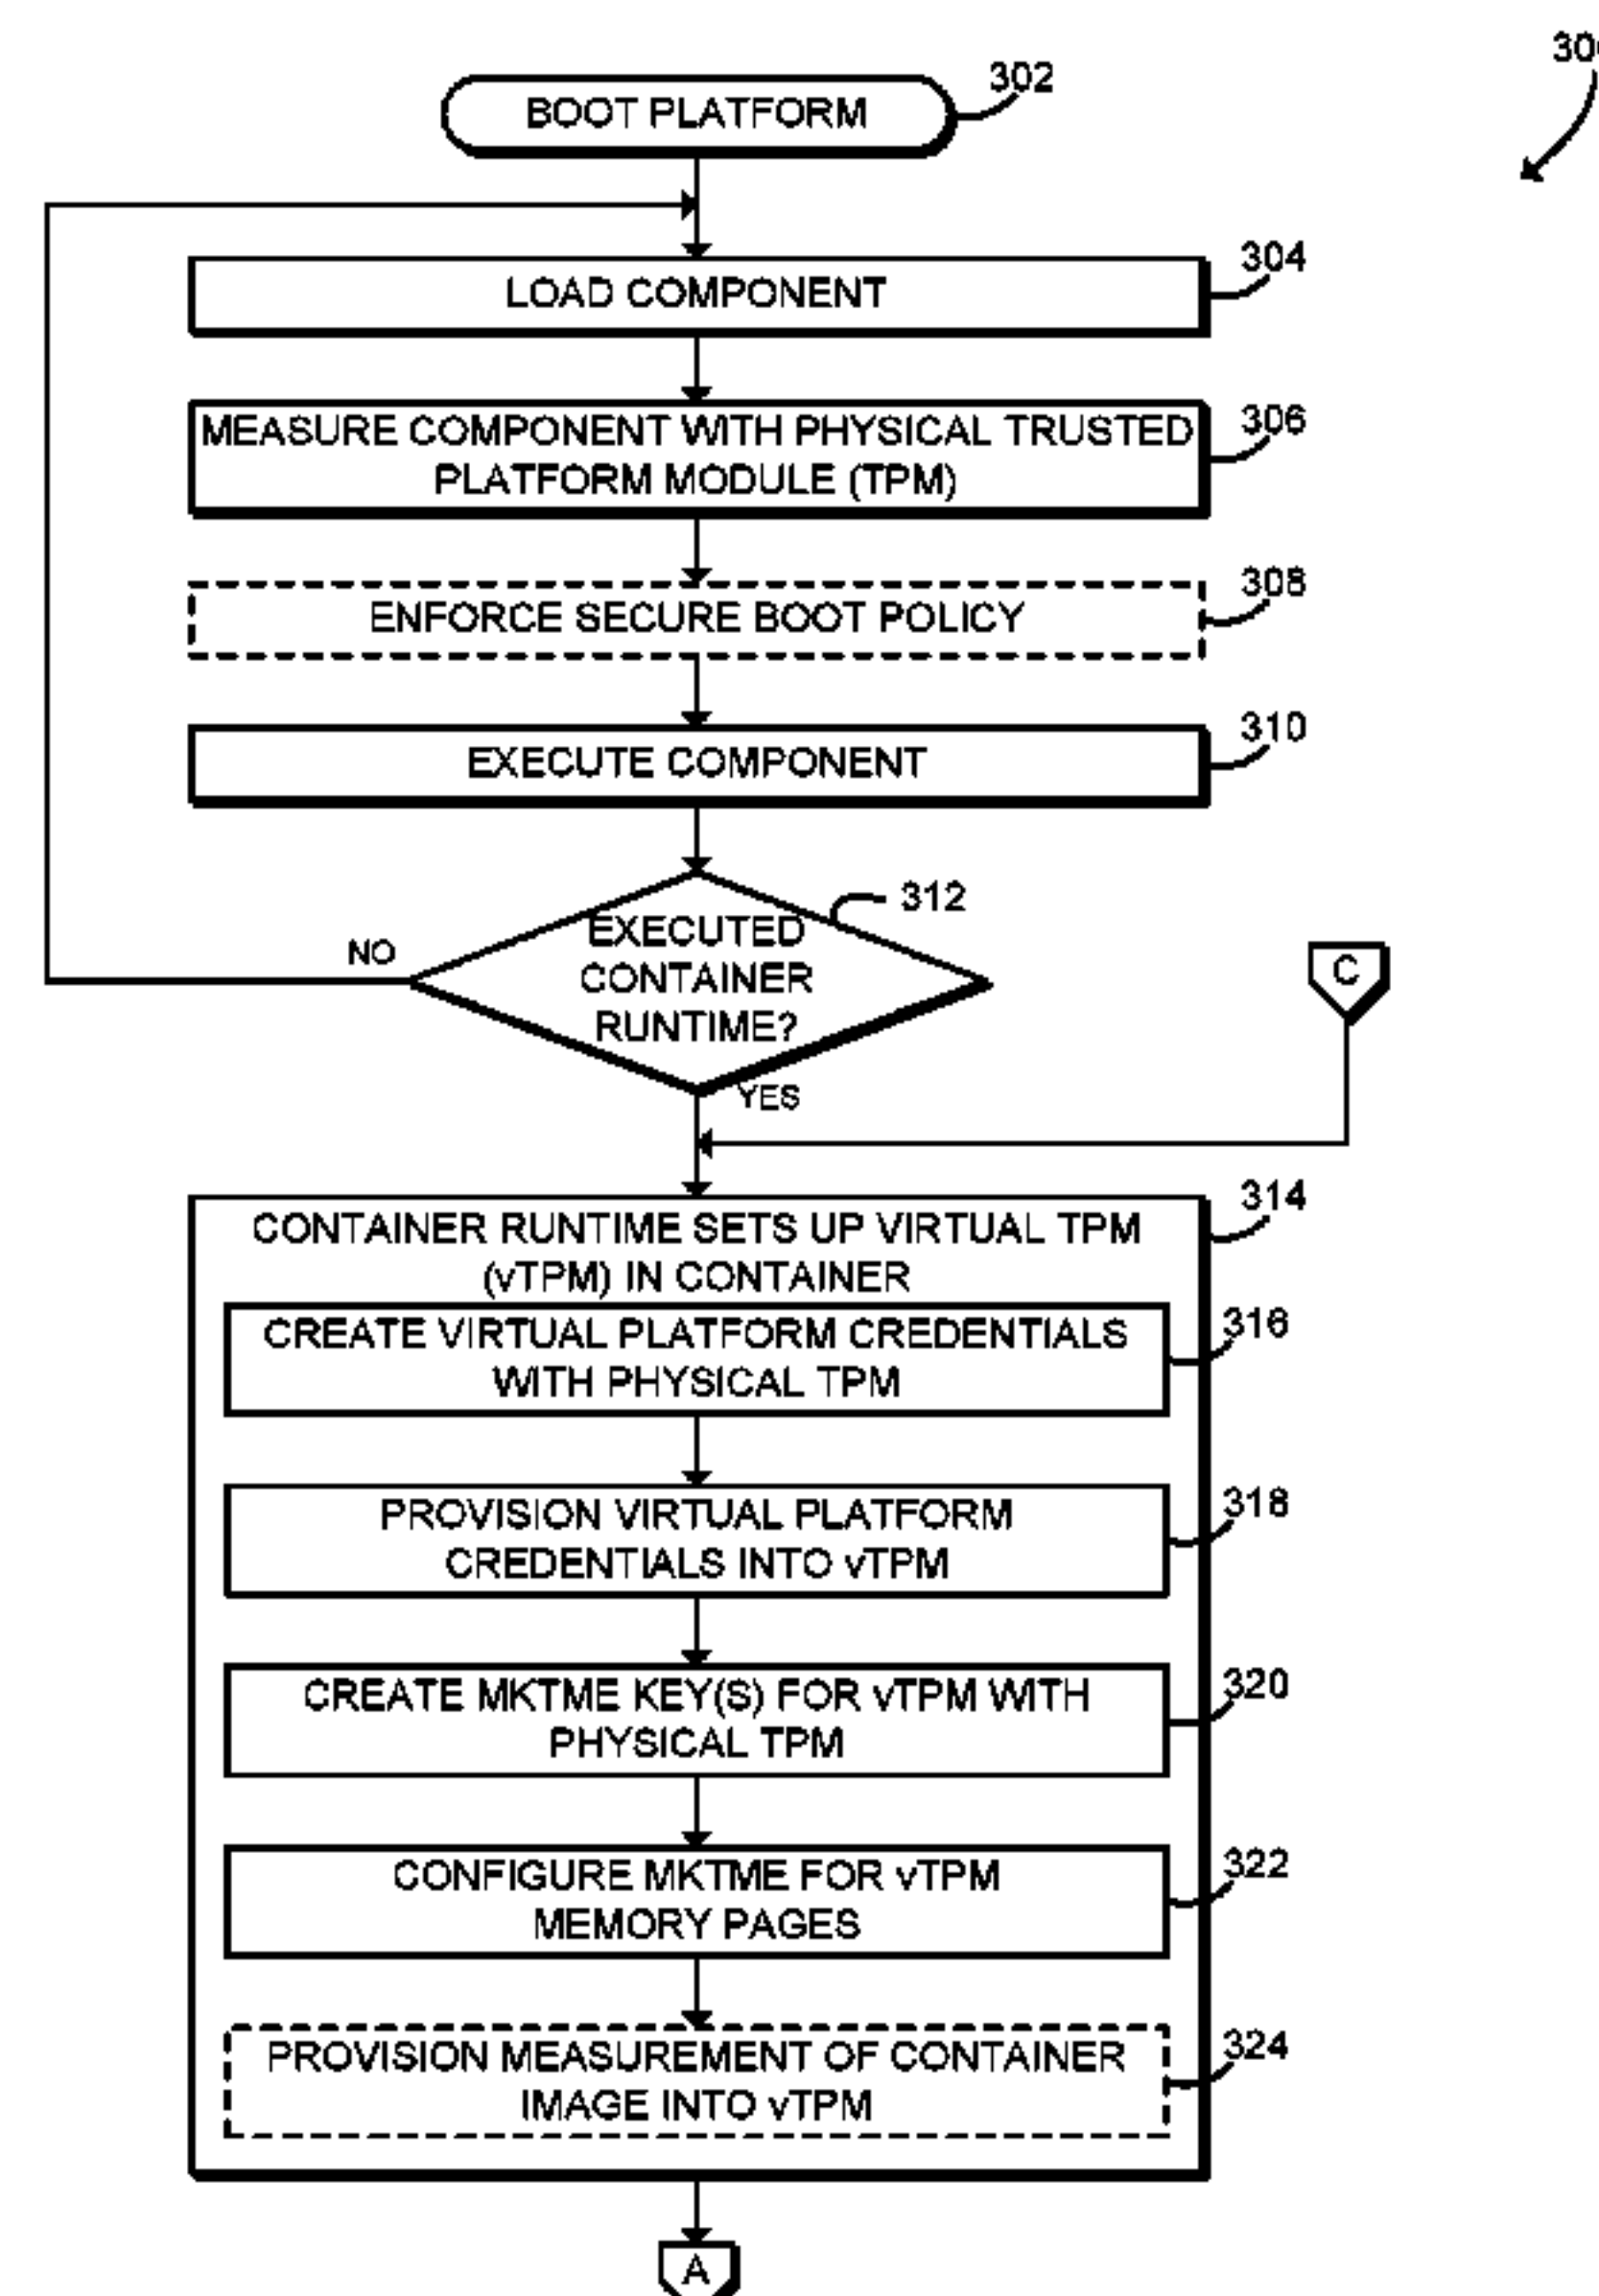 30
BOOT PLATFORM
302
LOAD COMPONENT
304
MEASURE COMPONENT WITH PHYSICAL TRUSTED
PLATFORM MODULE (TPM)
306
ENFORCE SECURE BOOT POLICY
308
EXECUTE COMPONENT
310
312
EXECUTED
CONTAINER
RUNTIME?
NO
YES
C
CONTAINER RUNTIME SETS UP VIRTUAL TPM
(vTPM) IN CONTAINER
314
CREATE VIRTUAL PLATFORM CREDENTIALS
WITH PHYSICAL TPM
316
PROVISION VIRTUAL PLATFORM
CREDENTIALS INTO vTPM
318
CREATE MKTME KEY(S) FOR vTPM WITH
PHYSICAL TPM
320
CONFIGURE MKTME FOR vTPM
MEMORY PAGES
322
PROVISION MEASUREMENT OF CONTAINER
IMAGE INTO vTPM
324
A